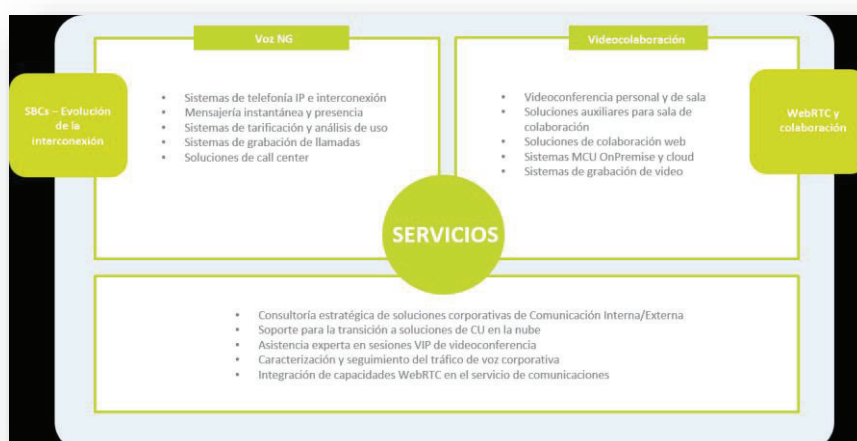 Voz NG
Videocolaboración
SBCs – Evolución
de la
interconexión
• Sistemas de telefonía IP e interconexión
• Mensajería instantánea y presencia
• Sistemas de tarificación y análisis de uso
• Sistemas de grabación de llamadas
• Soluciones de call center
• Videoconferencia personal y de sala
• Soluciones auxiliares para sala de
colaboración
• Soluciones de colaboración web
• Sistemas MCU OnPremise y cloud
• Sistemas de grabación de video
WebRTC y
colaboración
SERVICIOS
• Consultoría estratégica de soluciones corporativas de Comunicación Interna/Externa
• Soporte para la transición a soluciones de CU en la nube
• Asistencia experta en sesiones VIP de videoconferencia
• Caracterización y seguimiento del tráfico de voz corporativa
• Integración de capacidades WebRTC en el servicio de comunicaciones